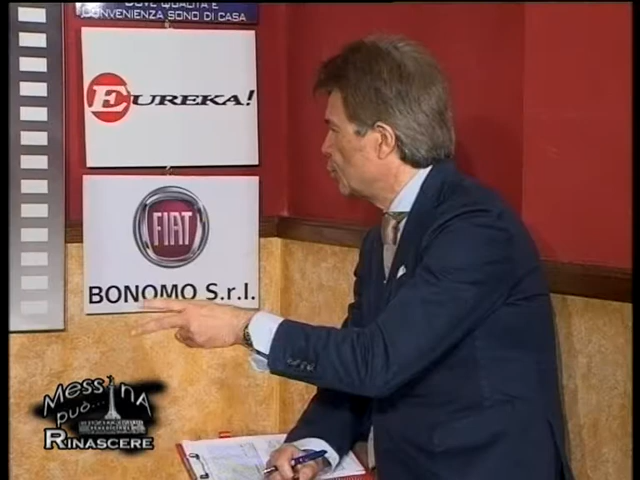 DOVE QUALITÀ E
CONVENIENZA SONO DI CASA
EUREKA!
FIAT
BONOMO S.r.l.
MESSINA
può...
RINASCERE